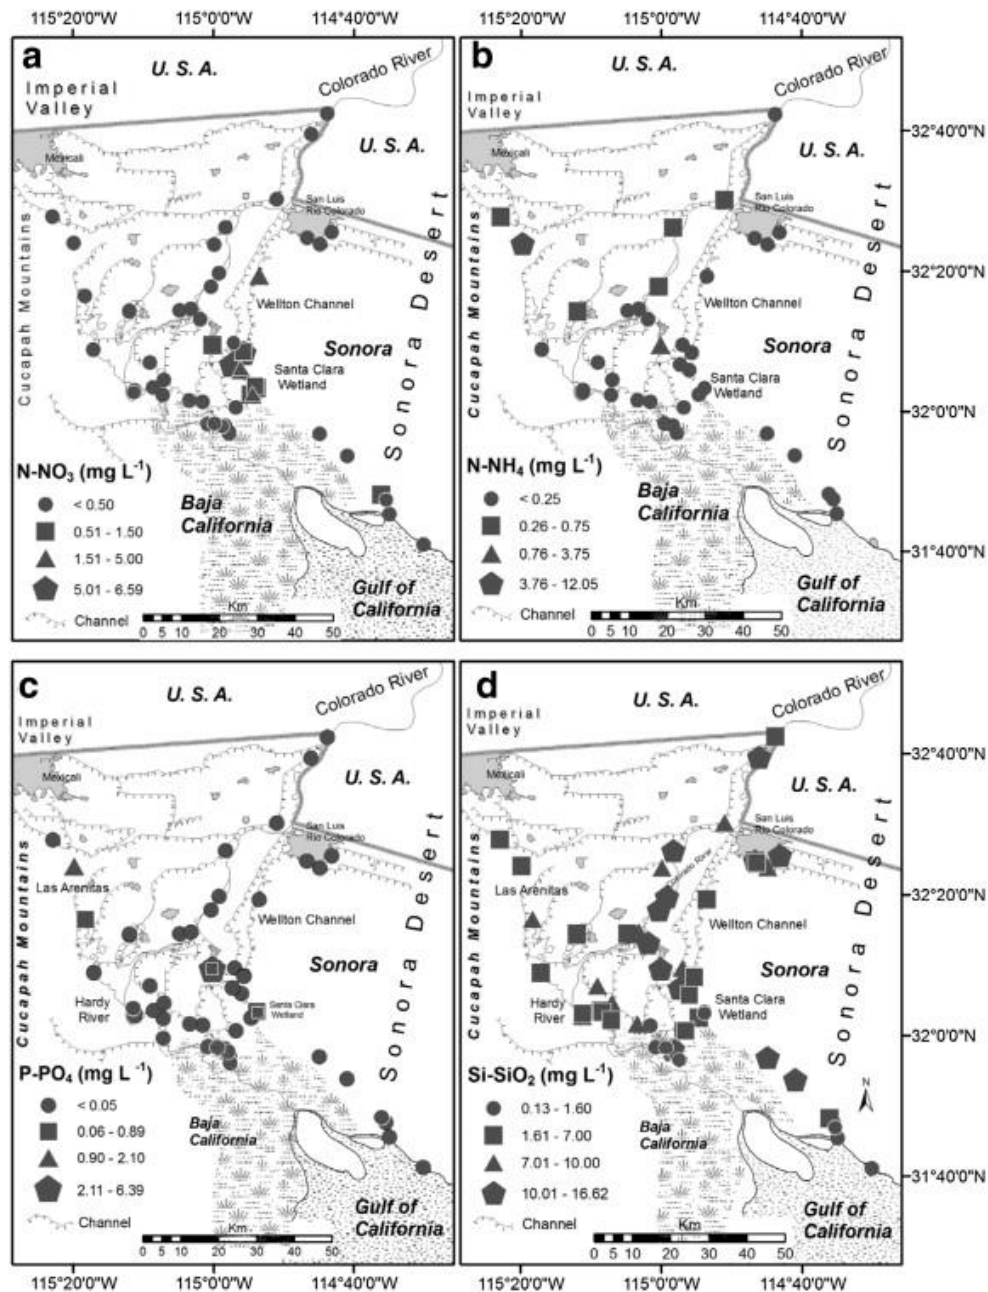 115°20'0"W 115°00'0"W 114°40'0"W 115°20'0"W 115°00'0"W 114°40'0"W
a
U. S. A.
Colorado River
Imperial
Valley
U. S. A.
Mexicali
San Luis
Rio Colorado
Cucapah Mountains
Sonora Desert
Wellton Channel
Sonora
Santa Clara
Wetland
N-NO3 (mg L-1)
< 0.50
0.51 - 1.50
1.51 - 5.00
5.01 - 6.59
Channel
Baja
California
Gulf of
California
Km
0 5 10 20 30 40 50
b
U. S. A.
Colorado River
Imperial
Valley
U. S. A.
Mexicali
San Luis
Rio Colorado
Cucapah Mountains
Sonora Desert
Wellton Channel
Sonora
Santa Clara
Wetland
N-NH4 (mg L-1)
< 0.25
0.26 - 0.75
0.76 - 3.75
3.76 - 12.05
Channel
Baja
California
Gulf of
California
Km
0 5 10 20 30 40 50
32°40'0"N
32°20'0"N
32°0'0"N
31°40'0"N
c
U. S. A.
Colorado River
Imperial
Valley
U. S. A.
Mexicali
San Luis
Rio Colorado
Cucapah Mountains
Las Arenitas
Sonora Desert
Wellton Channel
Sonora
Hardy
River
Santa Clara
Wetland
P-PO4 (mg L-1)
< 0.05
0.06 - 0.89
0.90 - 2.10
2.11 - 6.39
Channel
Baja
California
Gulf of
California
Km
0 5 10 20 30 40 50
d
U. S. A.
Colorado River
Imperial
Valley
U. S. A.
Mexicali
San Luis
Rio Colorado
Cucapah Mountains
Las Arenitas
Colorado River
Sonora Desert
Wellton Channel
Sonora
Hardy
River
Santa Clara
Wetland
Si-SiO2 (mg L-1)
0.13 - 1.60
1.61 - 7.00
7.01 - 10.00
10.01 - 16.62
Channel
Baja
California
N
Gulf of
California
Km
0 5 10 20 30 40 50
32°40'0"N
32°20'0"N
32°0'0"N
31°40'0"N
115°20'0"W 115°00'0"W 114°40'0"W 115°20'0"W 115°00'0"W 114°40'0"W